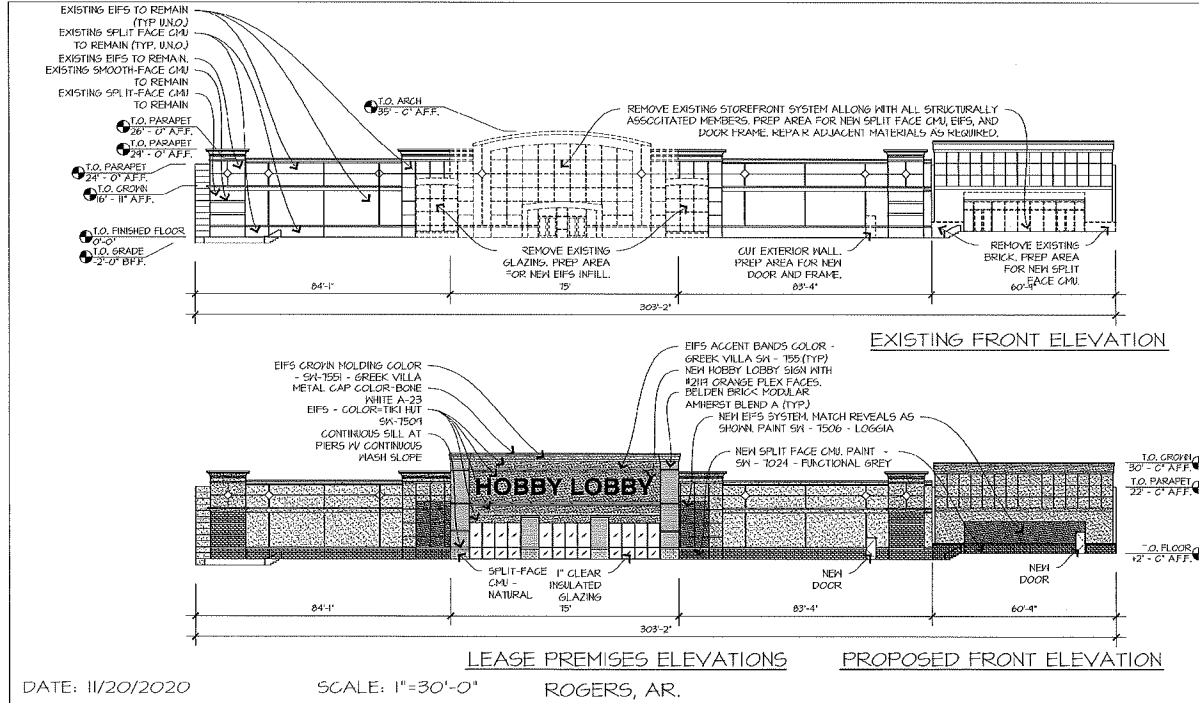 EXISTING EIFS TO REMAIN
(TYP U.N.O.)
EXISTING SPLIT FACE CMU
TO REMAIN (TYP. U.N.O.)
EXISTING EIFS TO REMAIN.
EXISTING SMOOTH-FACE CMU
TO REMAIN
EXISTING SPLIT-FACE CMU
TO REMAIN
T.O. PARAPET
26' - 0" A.F.F.
T.O. PARAPET
24' - 0" A.F.F.
T.O. PARAPET
24' - 0" A.F.F.
T.O. CROWN
16' - 11" A.F.F.
T.O. FINISHED FLOOR
0'-0"
T.O. GRADE
-2'-0" B.F.F.
T.O. ARCH
35' - 0" A.F.F.
REMOVE EXISTING STOREFRONT SYSTEM ALLONG WITH ALL STRUCTURALLY
ASSOCITATED MEMBERS. PREP AREA FOR NEW SPLIT FACE CMU, EIFS, AND
DOOR FRAME. REPAIR ADJACENT MATERIALS AS REQUIRED.
REMOVE EXISTING
GLAZING. PREP AREA
FOR NEW EIFS INFILL.
CUT EXTERIOR WALL.
PREP AREA FOR NEW
DOOR AND FRAME.
REMOVE EXISTING
BRICK. PREP AREA
FOR NEW SPLIT
FACE CMU.
84'-1" 75' 83'-4" 60'-9"
303'-2"
EXISTING FRONT ELEVATION
EIFS CROWN MOLDING COLOR
- SW-7551 - GREEK VILLA
METAL CAP COLOR-BONE
WHITE A-23
EIFS - COLOR=TIKI HUT
SW-7509
CONTINUOUS SILL AT
PIERS W/ CONTINUOUS
WASH SLOPE
EIFS ACCENT BANDS COLOR -
GREEK VILLA SW - 755 (TYP)
NEW HOBBY LOBBY SIGN WITH
#2119 ORANGE PLEX FACES.
BELDEN BRICK MODULAR
AMHERST BLEND A (TYP.)
NEW EIFS SYSTEM. MATCH REVEALS AS
SHOWN. PAINT SW - 7506 - LOGGIA
NEW SPLIT FACE CMU. PAINT -
SW - 7024 - FUNCTIONAL GREY
T.O. CROWN
30' - 0" A.F.F.
T.O. PARAPET
22' - 0" A.F.F.
T.O. FLOOR
+2' - 0" A.F.F.
HOBBY LOBBY
SPLIT-FACE
CMU -
NATURAL
1" CLEAR
INSULATED
GLAZING
NEW
DOOR
NEW
DOOR
84'-1" 75' 83'-4" 60'-9"
303'-2"
LEASE PREMISES ELEVATIONS PROPOSED FRONT ELEVATION
DATE: 11/20/2020 SCALE: 1"=30'-0" ROGERS, AR.